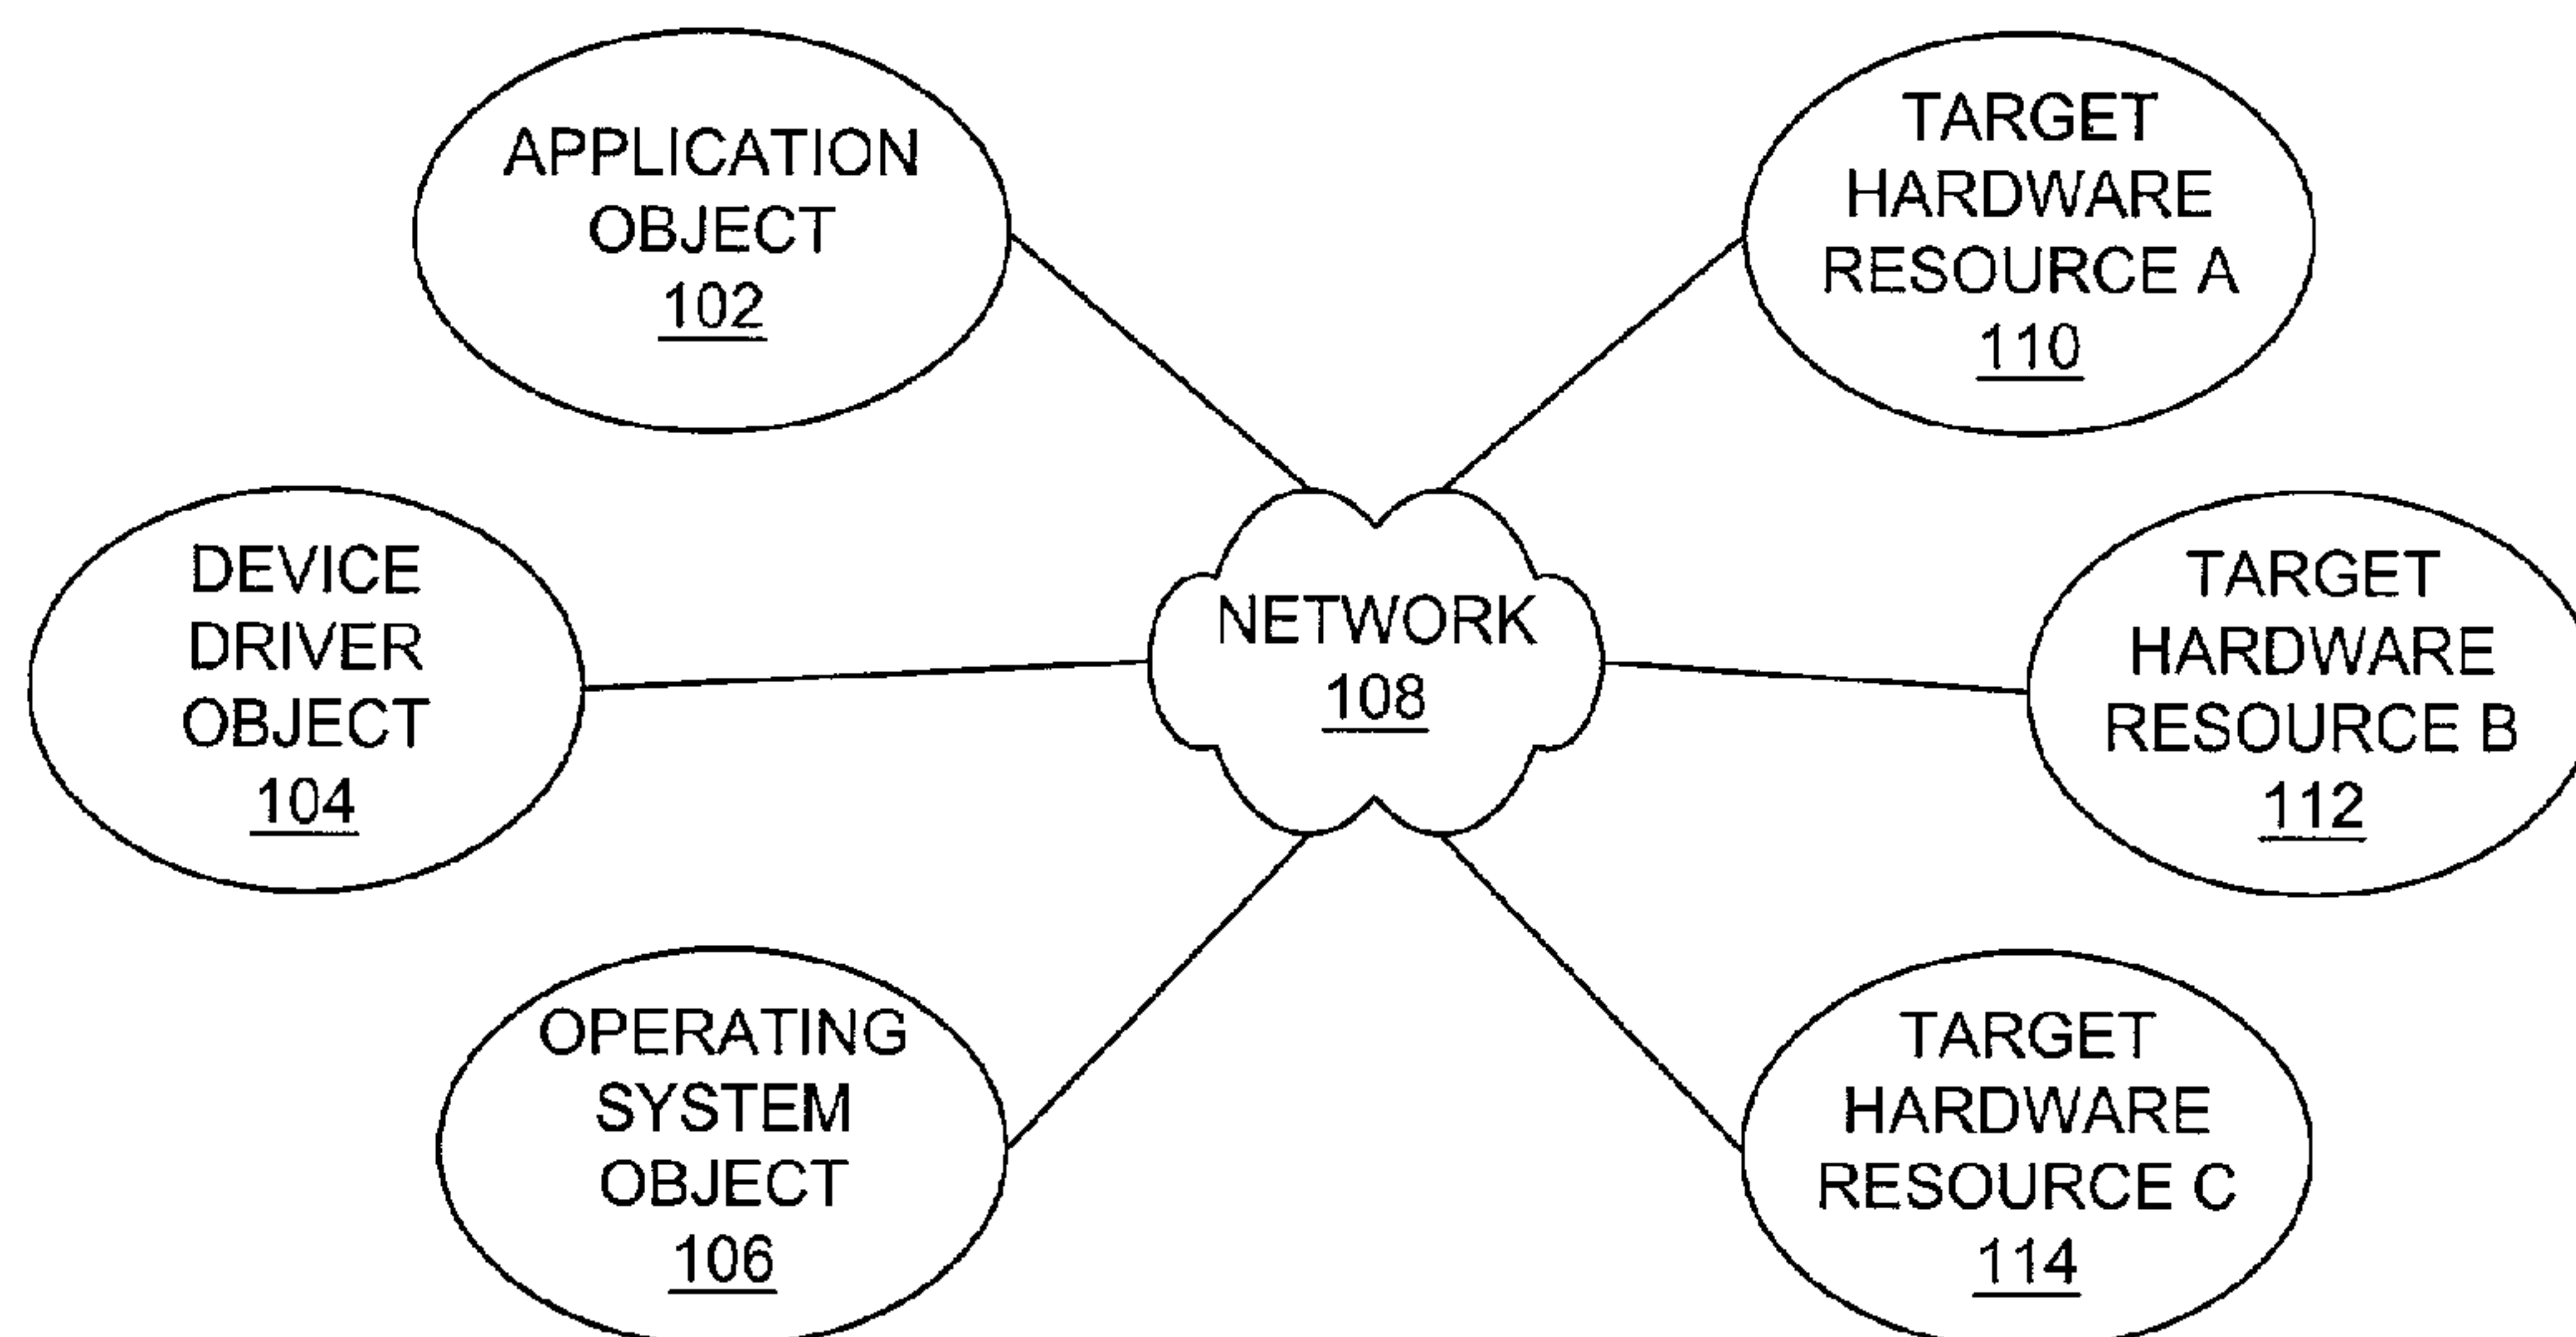 APPLICATION
OBJECT
102
TARGET
HARDWARE
RESOURCE A
110
DEVICE
DRIVER
OBJECT
104
NETWORK
108
TARGET
HARDWARE
RESOURCE B
112
OPERATING
SYSTEM
OBJECT
106
TARGET
HARDWARE
RESOURCE C
114